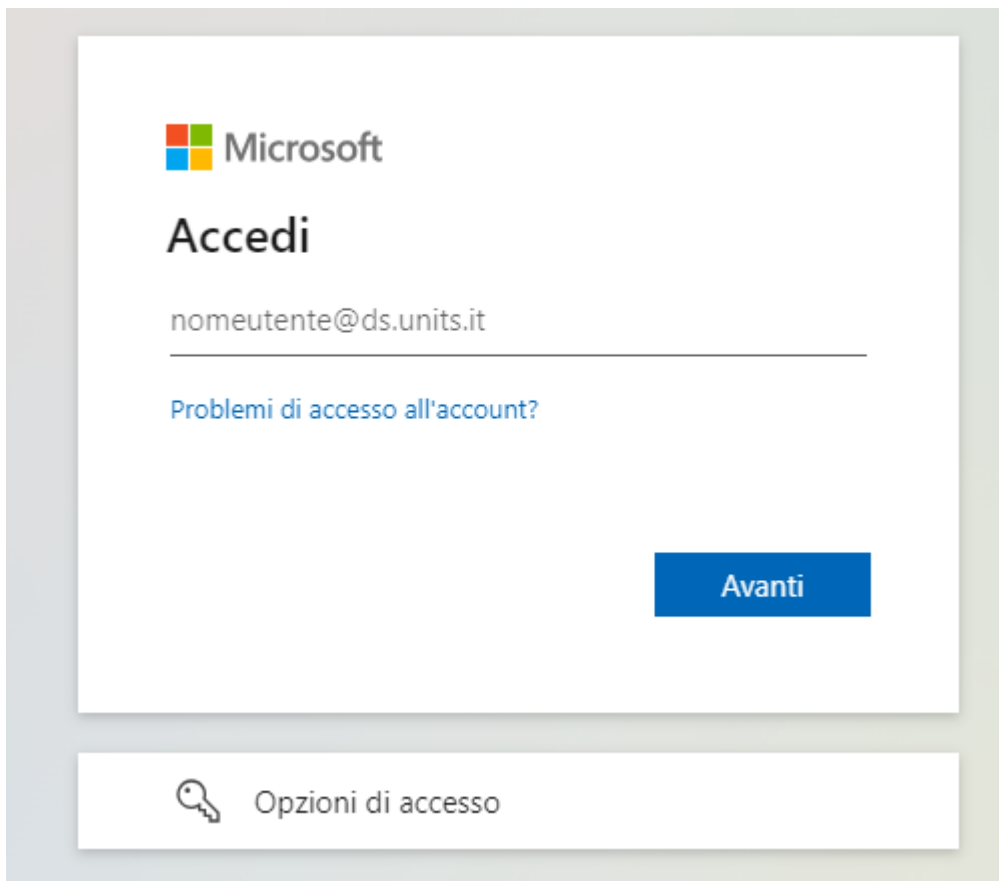 Microsoft
Accedi
nomeutente@ds.units.it
Problemi di accesso all'account?
Avanti
Opzioni di accesso